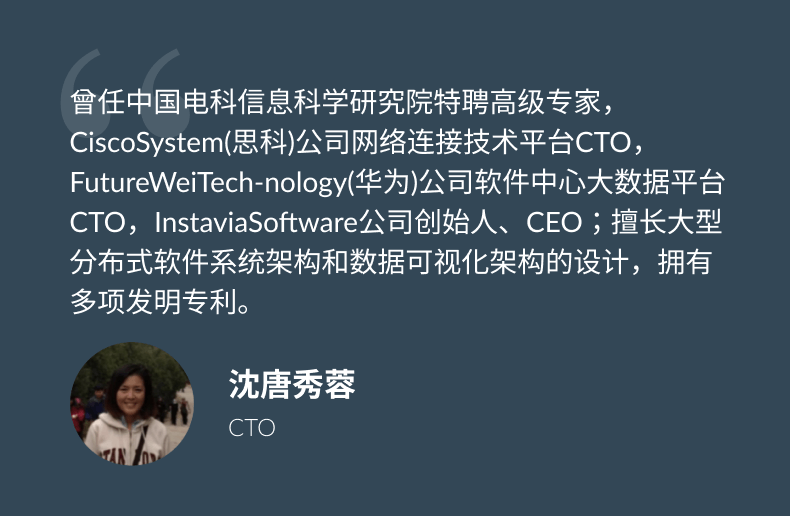 曾任中国电科信息科学研究院特聘高级专家，
CiscoSystem(思科)公司网络连接技术平台CTO，
FutureWeiTech-nology(华为)公司软件中心大数据平台
CTO，InstaviaSoftware公司创始人、CEO；擅长大型
分布式软件系统架构和数据可视化架构的设计，拥有
多项发明专利。
沈唐秀蓉
CTO